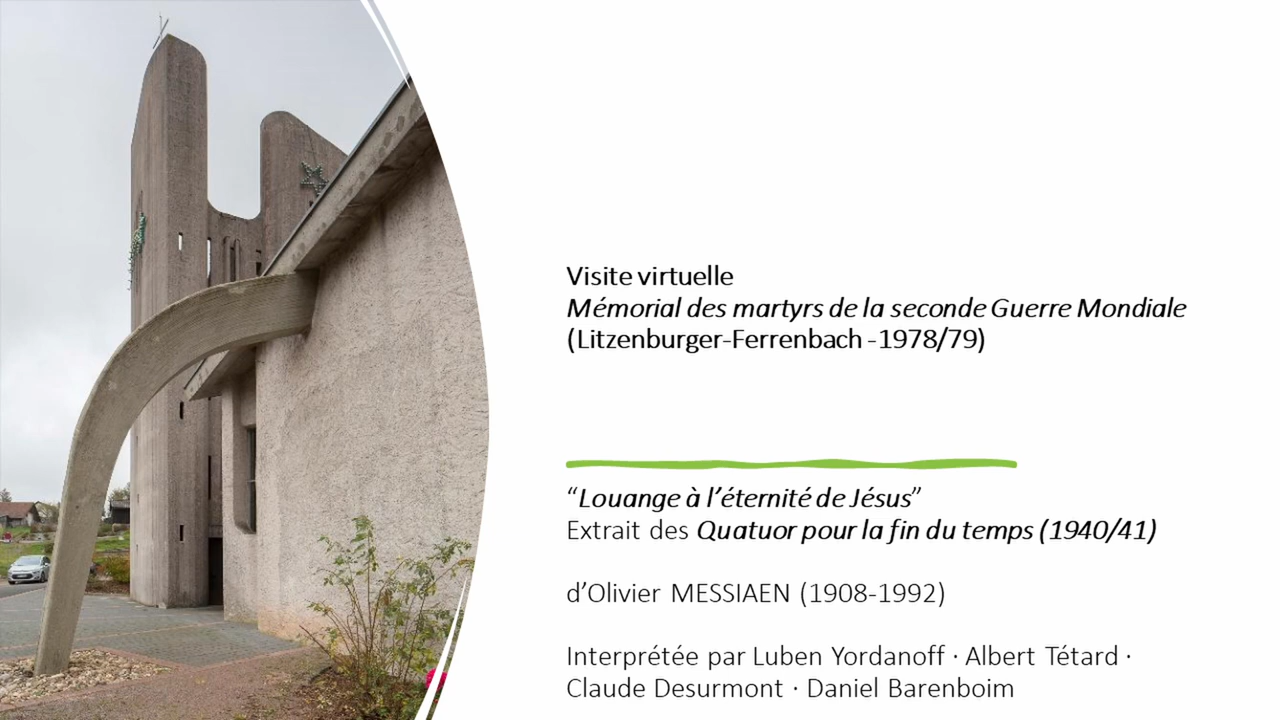 Visite virtuelle
Mémorial des martyrs de la seconde Guerre Mondiale
(Litzenburger-Ferrenbach -1978/79)
“Louange à l’éternité de Jésus”
Extrait des Quatuor pour la fin du temps (1940/41)
d’Olivier MESSIAEN (1908-1992)
Interprétée par Luben Yordanoff · Albert Tétard ·
Claude Desurmont · Daniel Barenboim